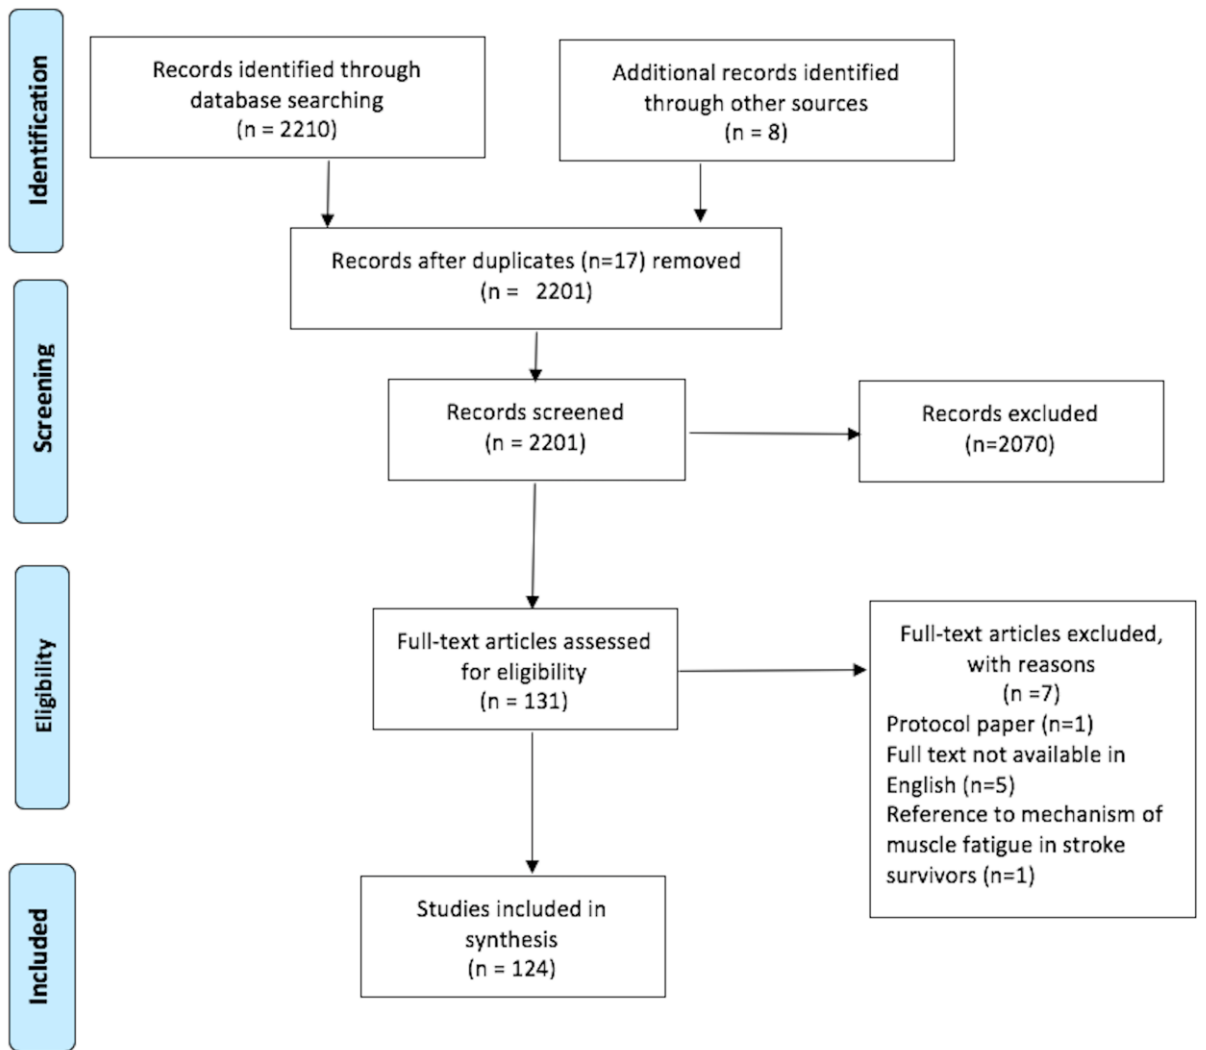 Identification
Records identified through
database searching
(n = 2210)
Additional records identified
through other sources
(n = 8)
Records after duplicates (n=17) removed
(n =   2201)
Screening
Records screened
(n = 2201)
Records excluded
(n=2070)
Eligibility
Full-text articles assessed
for eligibility
(n = 131)
Full-text articles excluded,
with reasons
(n =7)
Protocol paper (n=1)
Full text not available in
English (n=5)
Reference to mechanism of
muscle fatigue in stroke
survivors (n=1)
Included
Studies included in
synthesis
(n = 124)